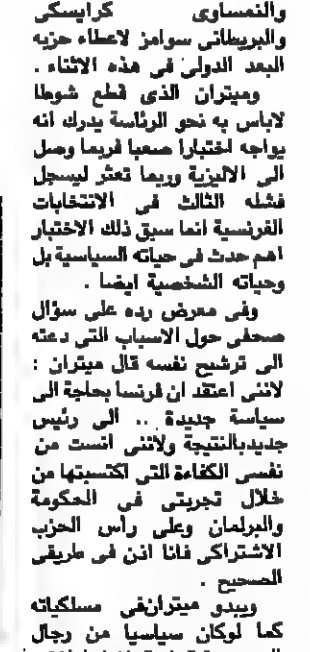 والنمساوى كرايسكى
والبريطانى سوامز لاعطاء حزبه
البعد الدولى فى هذه الاثناء .
وميتران الذى قطع شوطا
لاباس به نحو الرئاسة يدرك انه
يواجه اختبارا صعبا فربما وصل
الى الاليزية وربما تعثر ليسجل
فشله الثالث فى الانتخابات
الفرنسية انما سيبقى ذلك الاختبار
اهم حدث فى حياته السياسية بل
وحياته الشخصية ايضا .
وفى معرض رده على سؤال
صحفى حول الاسباب التى دعته
الى ترشيح نفسه قال ميتران :
لاننى اعتقد ان فرنسا بحاجة الى
سياسة جديدة .. الى رئيس
جديدبالنتيجة ولاننى انست من
نفسى الكفاءة التى اكتسبتها من
خلال تجربتى فى الحكومة
والبرلمان وعلى رأس الحزب
الاشتراكى فانا اذن فى طريقى
الصحيح .
ويبدو ميتران‌فى مسلكياته
كما لوكان سياسيا من رجال